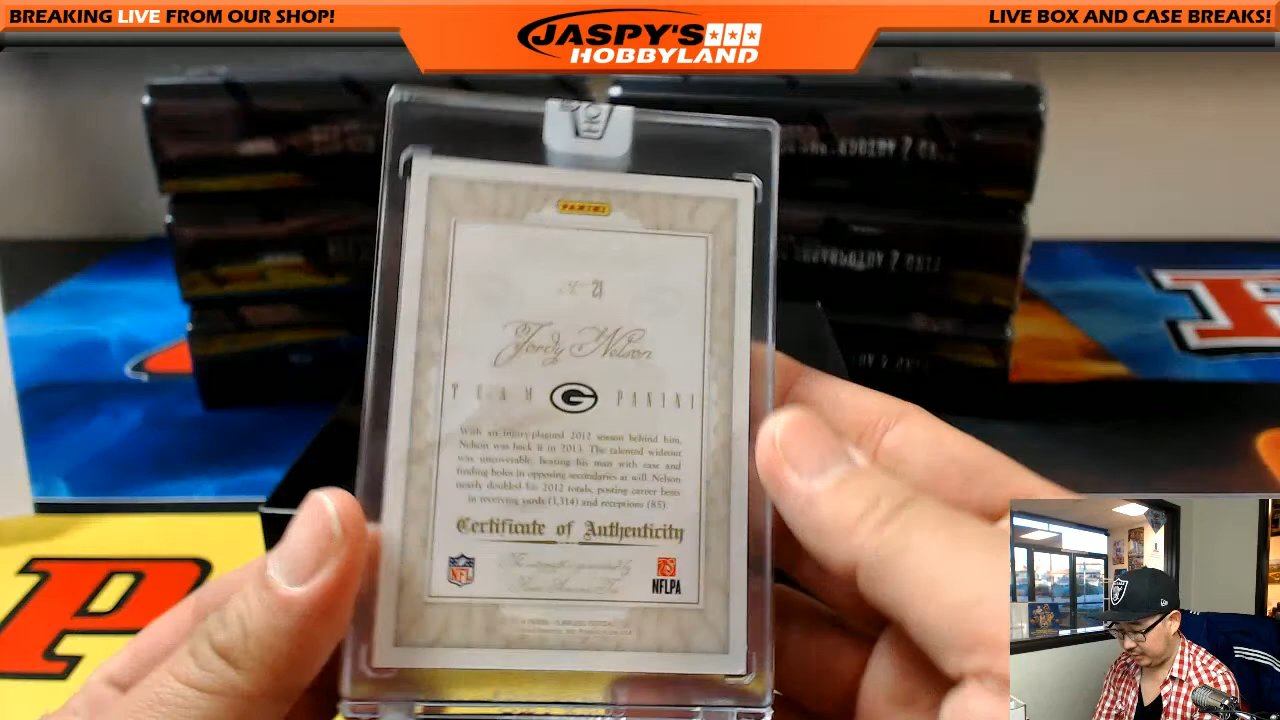 BREAKING LIVE FROM OUR SHOP!
JASPY'S
HOBBYLAND
LIVE BOX AND CASE BREAKS!
PANINI
21
Jordy Nelson
TEAM G PANINI
With an injury-plagued 2012 season behind him,
Nelson was back at it in 2013. The talented wideout
was uncoverable, beating his man with ease and
finding holes in opposing secondaries at will. Nelson
nearly doubled his 2012 totals, posting career bests
in receiving yards (1,314) and receptions (85).
Certificate of Authenticity
NFL
NFLPA
P